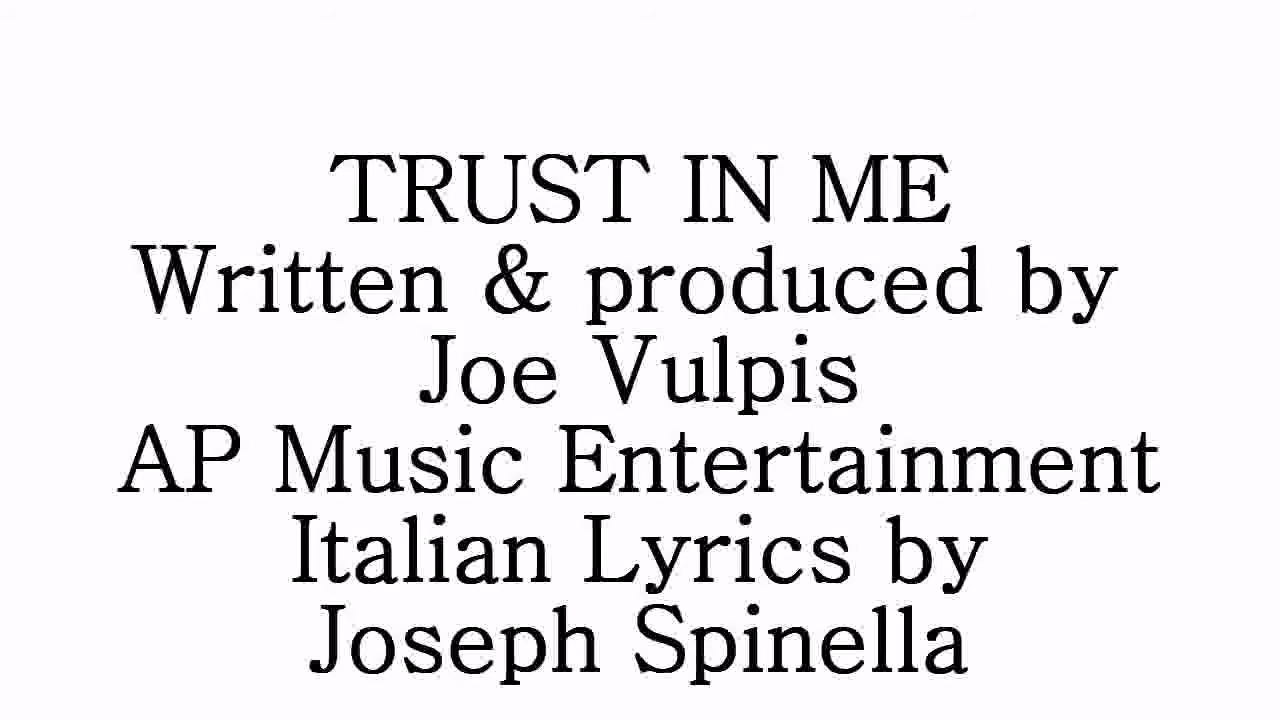 TRUST IN ME
Written & produced by
Joe Vulpis
AP Music Entertainment
Italian Lyrics by
Joseph Spinella